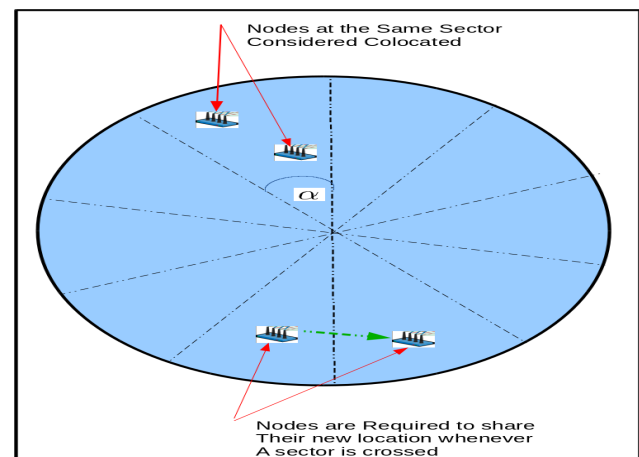 Nodes at the Same Sector
Considered Colocated
α
Nodes are Required to share
Their new location whenever
A sector is crossed